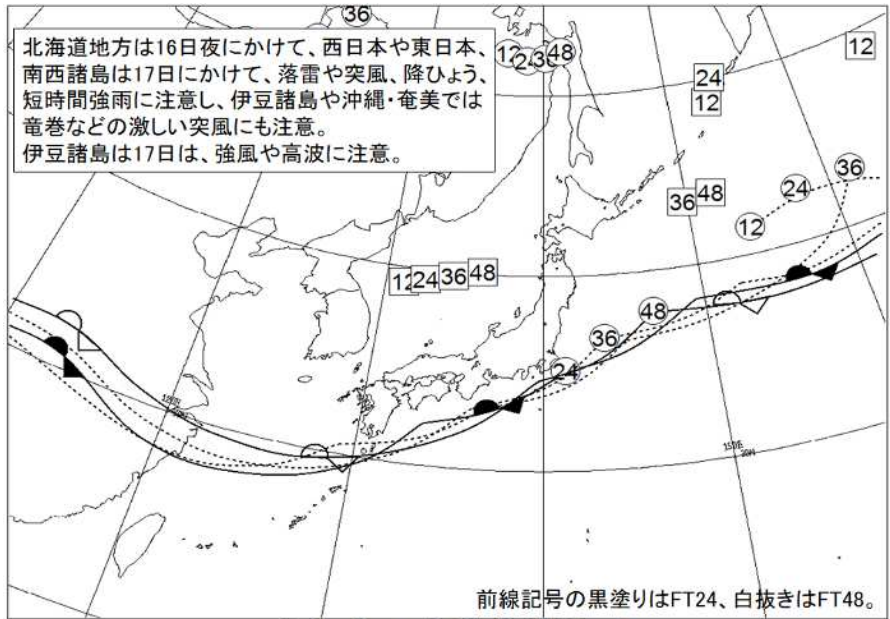 北海道地方は16日夜にかけて、西日本や東日本、
南西諸島は17日にかけて、落雷や突風、降ひょう、
短時間強雨に注意し、伊豆諸島や沖縄・奄美では
竜巻などの激しい突風にも注意。
伊豆諸島は17日は、強風や高波に注意。
36
12 24 36 48
12
24
12
36 48
36
24
12
12 24 36 48
48
36
24
150E
30N
前線記号の黒塗りはFT24、白抜きはFT48。